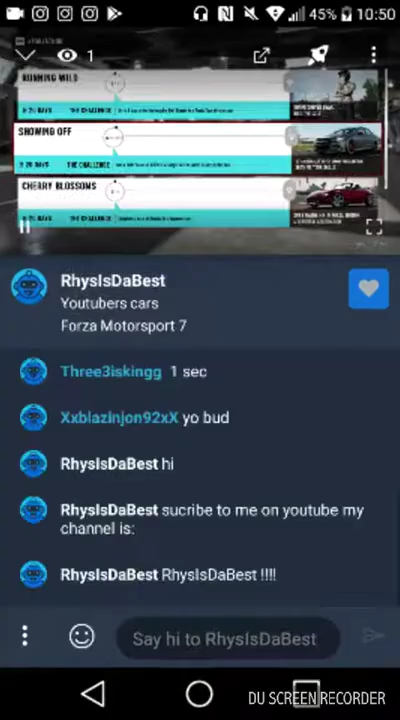 45% 10:50
1
RUNNING WILD
THE CHALLENGE
SHOWING OFF
THE CHALLENGE
CHERRY BLOSSOMS
THE CHALLENGE
RhysIsDaBest
Youtubers cars
Forza Motorsport 7
Three3iskingg 1 sec
Xxblazinjon92xX yo bud
RhysIsDaBest hi
RhysIsDaBest sucribe to me on youtube my
channel is:
RhysIsDaBest RhysIsDaBest !!!!
Say hi to RhysIsDaBest
DU SCREEN RECORDER